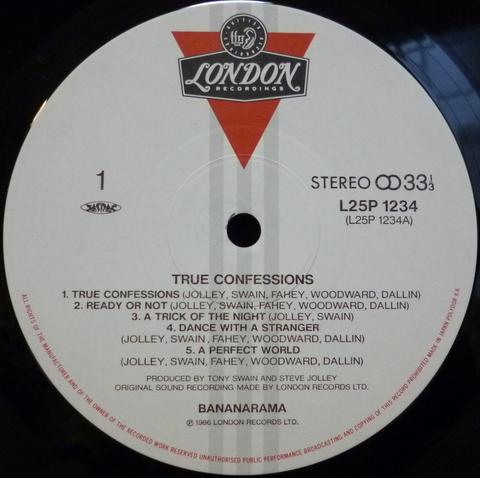 LONDON
RECORDINGS
1
STEREO 33 1/3
JASRAC
L25P 1234
(L25P 1234A)
TRUE CONFESSIONS
1. TRUE CONFESSIONS (JOLLEY, SWAIN, FAHEY, WOODWARD, DALLIN)
2. READY OR NOT (JOLLEY, SWAIN, FAHEY, WOODWARD, DALLIN)
3. A TRICK OF THE NIGHT (JOLLEY, SWAIN)
4. DANCE WITH A STRANGER
(JOLLEY, SWAIN, FAHEY, WOODWARD, DALLIN)
5. A PERFECT WORLD
(JOLLEY, SWAIN, FAHEY, WOODWARD, DALLIN)
PRODUCED BY TONY SWAIN AND STEVE JOLLEY
ORIGINAL SOUND RECORDING MADE BY LONDON RECORDS LTD.
BANANARAMA
℗ 1986 LONDON RECORDS LTD.
ALL RIGHTS OF THE MANUFACTURER AND OF THE OWNER OF THE RECORDED WORK RESERVED UNAUTHORISED PUBLIC PERFORMANCE BROADCASTING AND COPYING OF THIS RECORD PROHIBITED MADE IN JAPAN POLYDOR K.K.